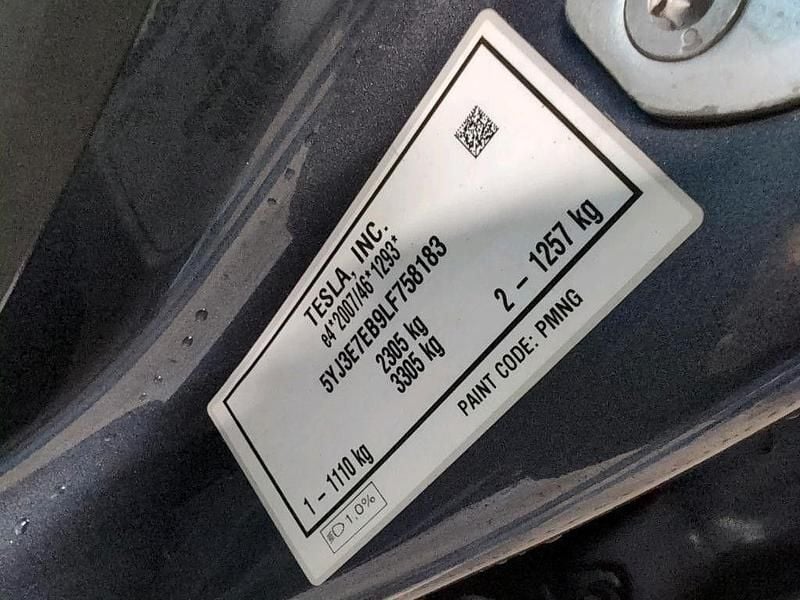 TESLA, INC.
e4*2007/46*1293*
5YJ3E7EB9LF758183
2305 kg
3305 kg
1 – 1110 kg
2 – 1257 kg
1.0%
PAINT CODE: PMNG